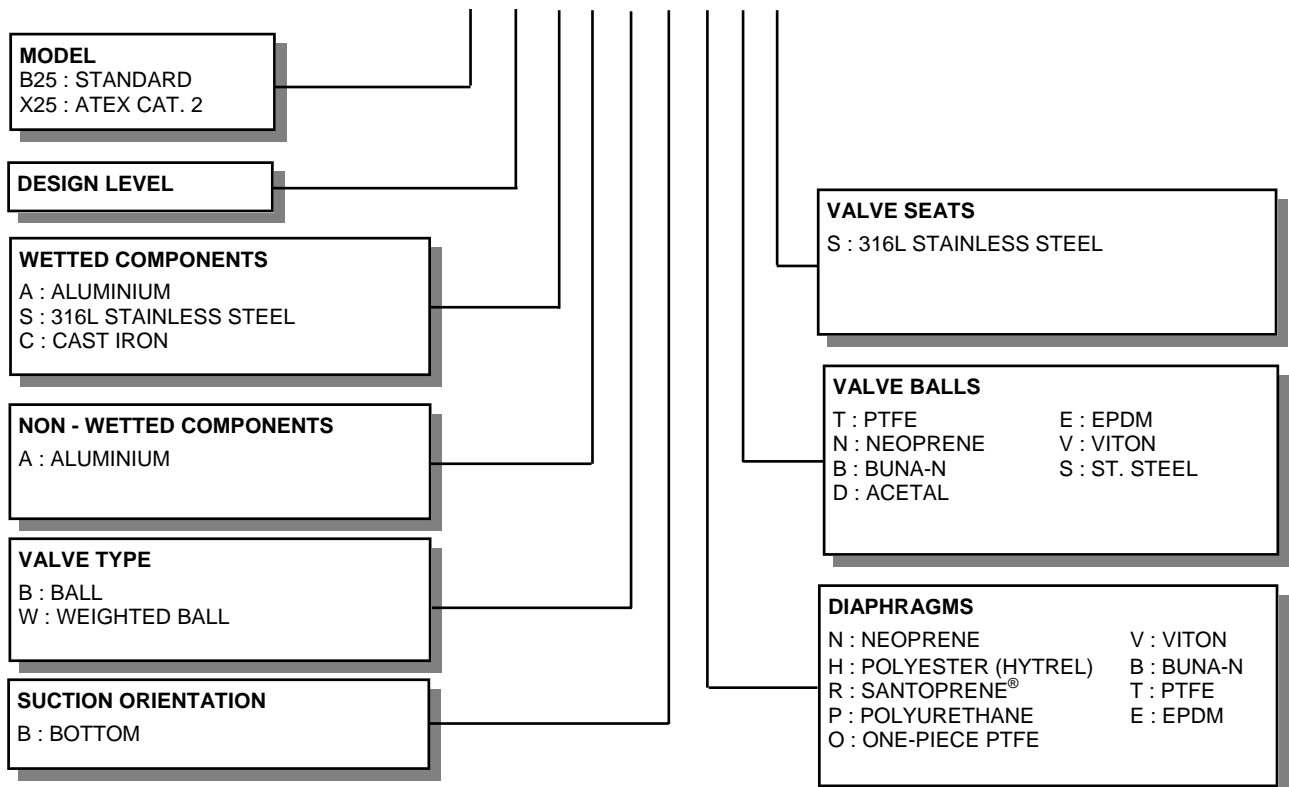 MODEL
B25 : STANDARD
X25 : ATEX CAT. 2
DESIGN LEVEL
WETTED COMPONENTS
A : ALUMINIUM
S : 316L STAINLESS STEEL
C : CAST IRON
NON - WETTED COMPONENTS
A : ALUMINIUM
VALVE TYPE
B : BALL
W : WEIGHTED BALL
SUCTION ORIENTATION
B : BOTTOM
VALVE SEATS
S : 316L STAINLESS STEEL
VALVE BALLS
T : PTFE E : EPDM
N : NEOPRENE V : VITON
B : BUNA-N S : ST. STEEL
D : ACETAL
DIAPHRAGMS
N : NEOPRENE V : VITON
H : POLYESTER (HYTREL) B : BUNA-N
R : SANTOPRENE® T : PTFE
P : POLYURETHANE E : EPDM
O : ONE-PIECE PTFE